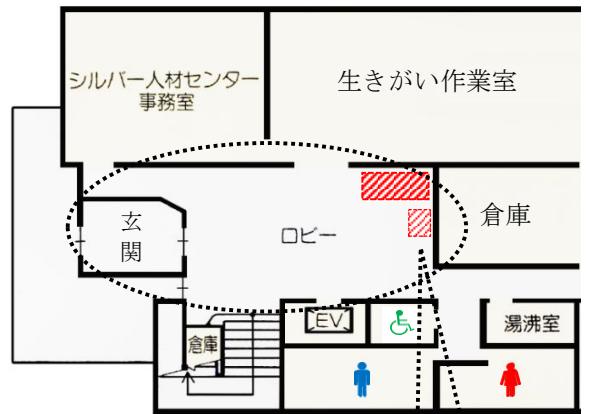 シルバー人材センター
事務室
生きがい作業室
玄
関
ロビー
倉庫
EV
湯沸室
倉庫